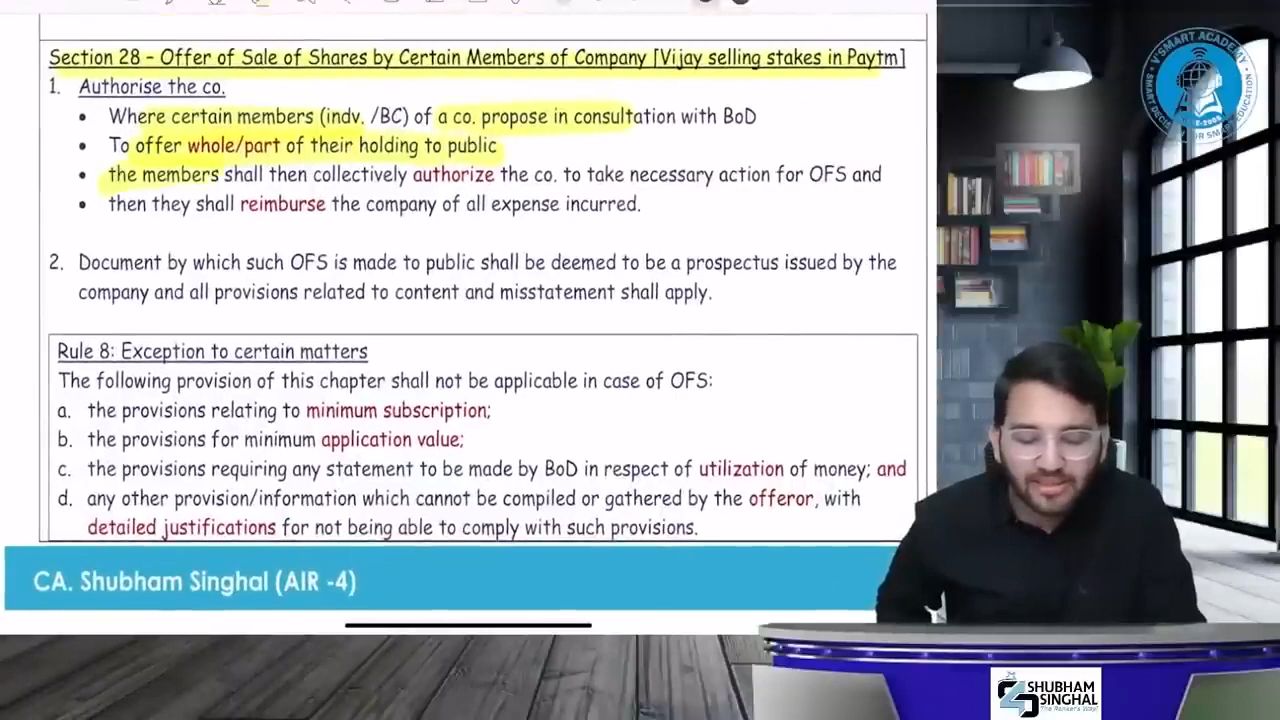 Section 28 – Offer of Sale of Shares by Certain Members of Company [Vijay selling stakes in Paytm]
1. Authorise the co.
• Where certain members (indv. /BC) of a co. propose in consultation with BoD
• To offer whole/part of their holding to public
• the members shall then collectively authorize the co. to take necessary action for OFS and
• then they shall reimburse the company of all expense incurred.
2. Document by which such OFS is made to public shall be deemed to be a prospectus issued by the
company and all provisions related to content and misstatement shall apply.
Rule 8: Exception to certain matters
The following provision of this chapter shall not be applicable in case of OFS:
a. the provisions relating to minimum subscription;
b. the provisions for minimum application value;
c. the provisions requiring any statement to be made by BoD in respect of utilization of money; and
d. any other provision/information which cannot be compiled or gathered by the offeror, with
detailed justifications for not being able to comply with such provisions.
CA. Shubham Singhal (AIR -4)
SHUBHAM
SINGHAL